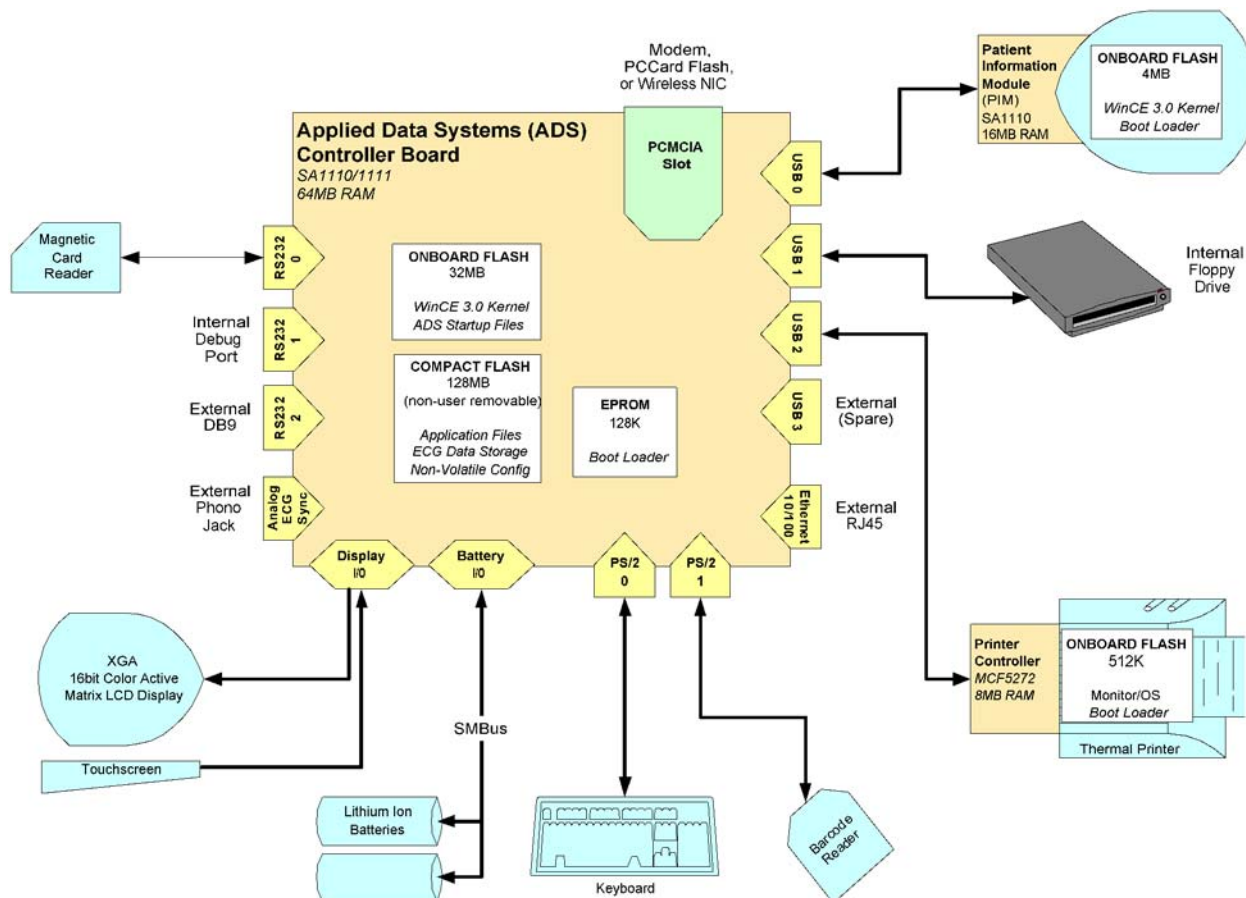 Modem,
PCCard Flash,
or Wireless NIC
Applied Data Systems (ADS)
Controller Board
SA1110/1111
64MB RAM
PCMCIA
Slot
USB 0
Patient
Information
Module
(PIM)
SA1110
16MB RAM
ONBOARD FLASH
4MB
WinCE 3.0 Kernel
Boot Loader
Magnetic
Card
Reader
RS232
0
ONBOARD FLASH
32MB
WinCE 3.0 Kernel
ADS Startup Files
USB 1
Internal
Floppy
Drive
Internal
Debug
Port
RS232
1
USB 2
COMPACT FLASH
128MB
(non-user removable)
Application Files
ECG Data Storage
Non-Volatile Config
EPROM
128K
Boot Loader
External
DB9
RS232
2
USB 3
External
(Spare)
External
Phono
Jack
Analog
ECG
Sync
Ethernet
10/100
External
RJ45
Display
I/O
Battery
I/O
PS/2
0
PS/2
1
XGA
16bit Color Active
Matrix LCD Display
Touchscreen
SMBus
Lithium Ion
Batteries
Keyboard
Barcode
Reader
Printer
Controller
MCF5272
8MB RAM
ONBOARD FLASH
512K
Monitor/OS
Boot Loader
Thermal Printer